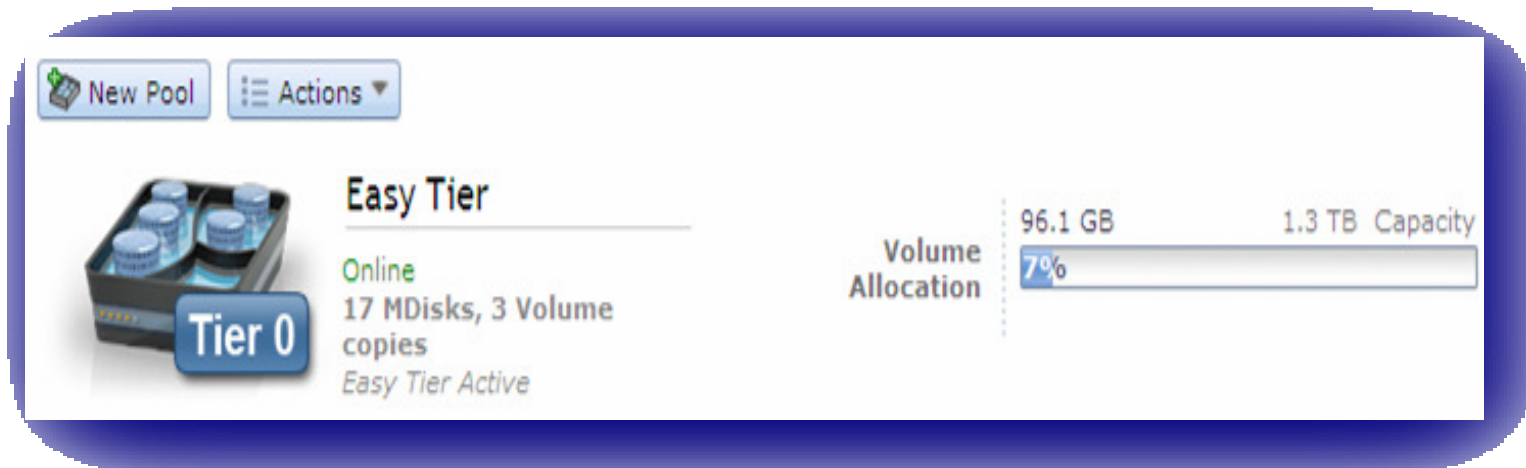 New Pool
Actions
Easy Tier
Online
17 MDisks, 3 Volume
copies
Easy Tier Active
Tier 0
Volume
Allocation
96.1 GB 1.3 TB Capacity
7%